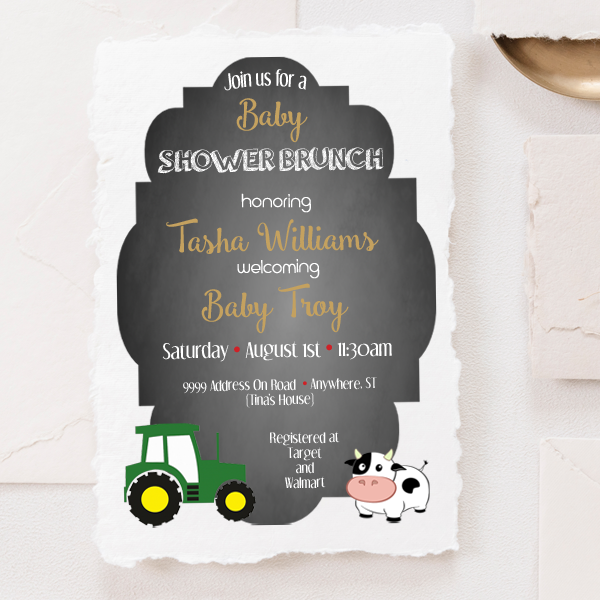 Join us for a
Baby
SHOWER BRUNCH
honoring
Tasha Williams
welcoming
Baby Troy
Saturday • August 1st • 11:30am
9999 Address On Road • Anywhere, ST
(Tina's House)
Registered at
Target
and
Walmart